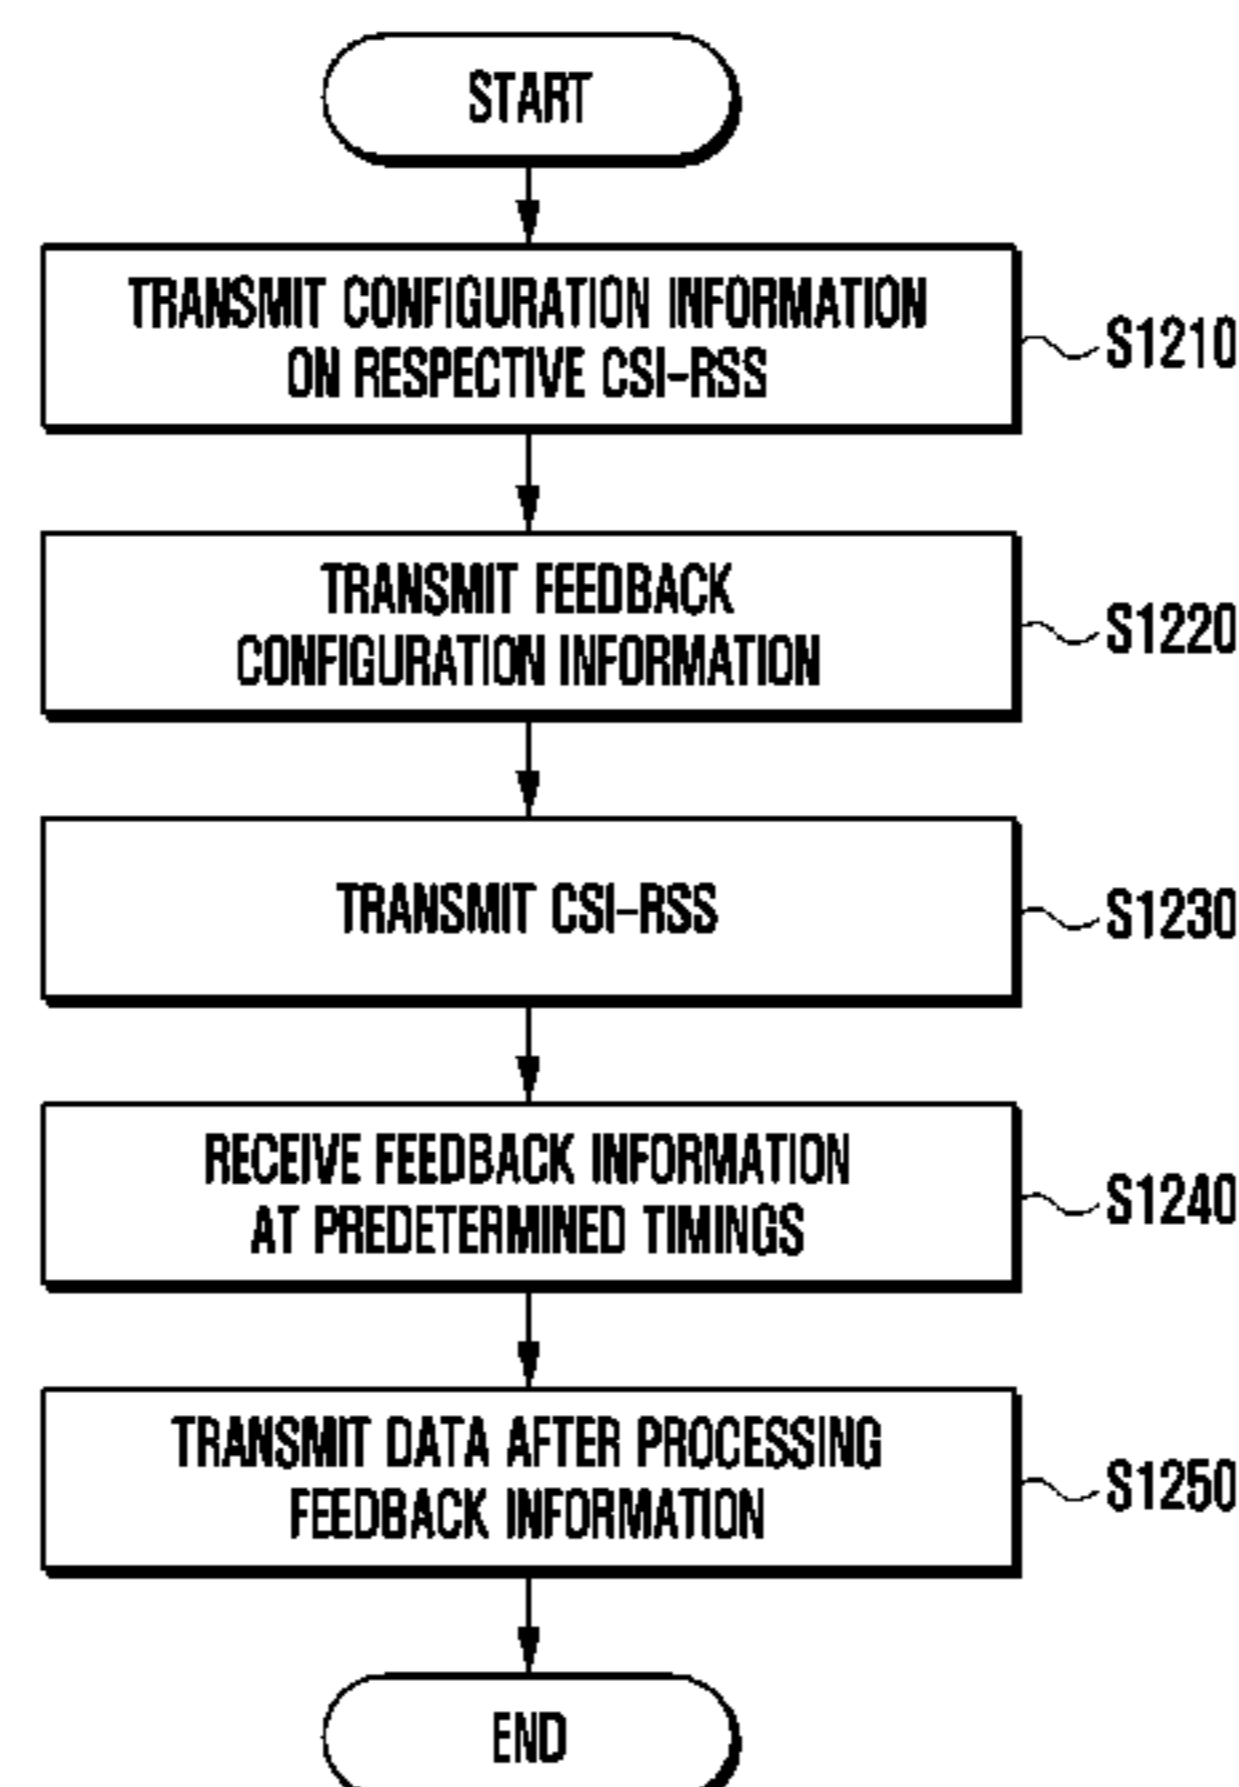 START
TRANSMIT CONFIGURATION INFORMATION
ON RESPECTIVE CSI-RSS
S1210
TRANSMIT FEEDBACK
CONFIGURATION INFORMATION
S1220
TRANSMIT CSI-RSS
S1230
RECEIVE FEEDBACK INFORMATION
AT PREDETERMINED TIMINGS
S1240
TRANSMIT DATA AFTER PROCESSING
FEEDBACK INFORMATION
S1250
END